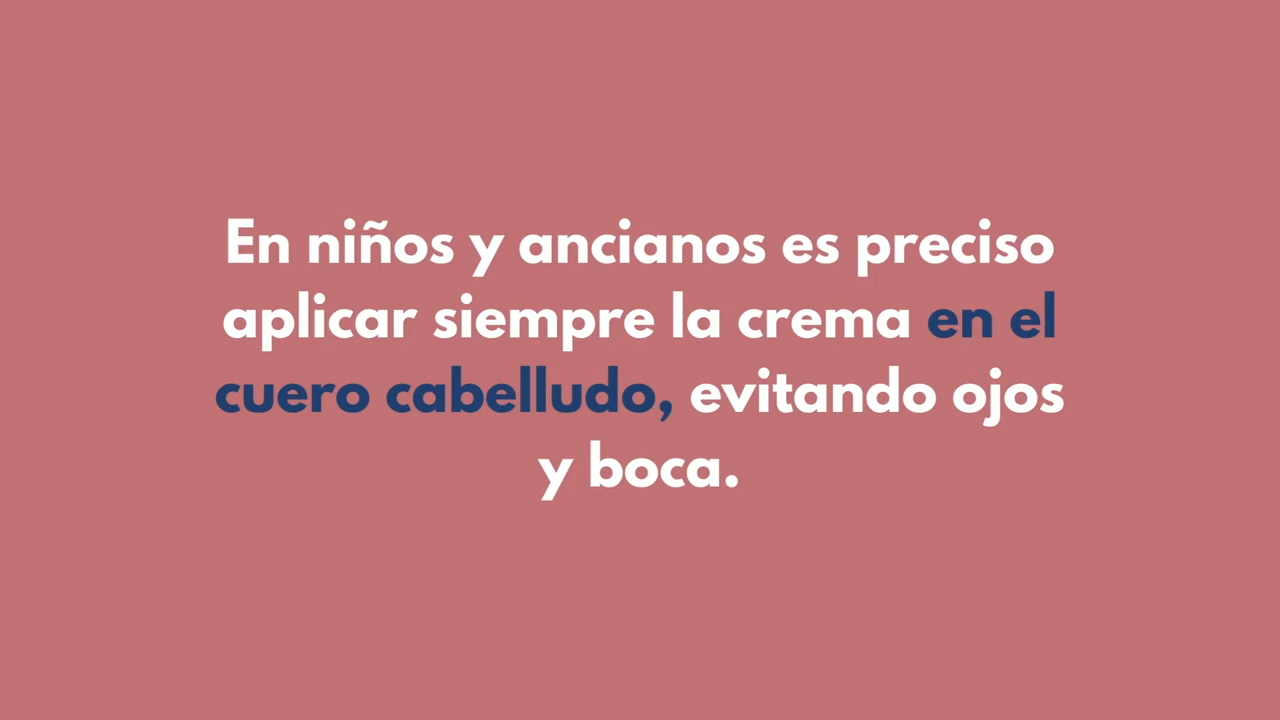 En niños y ancianos es preciso
aplicar siempre la crema en el
cuero cabelludo, evitando ojos
y boca.